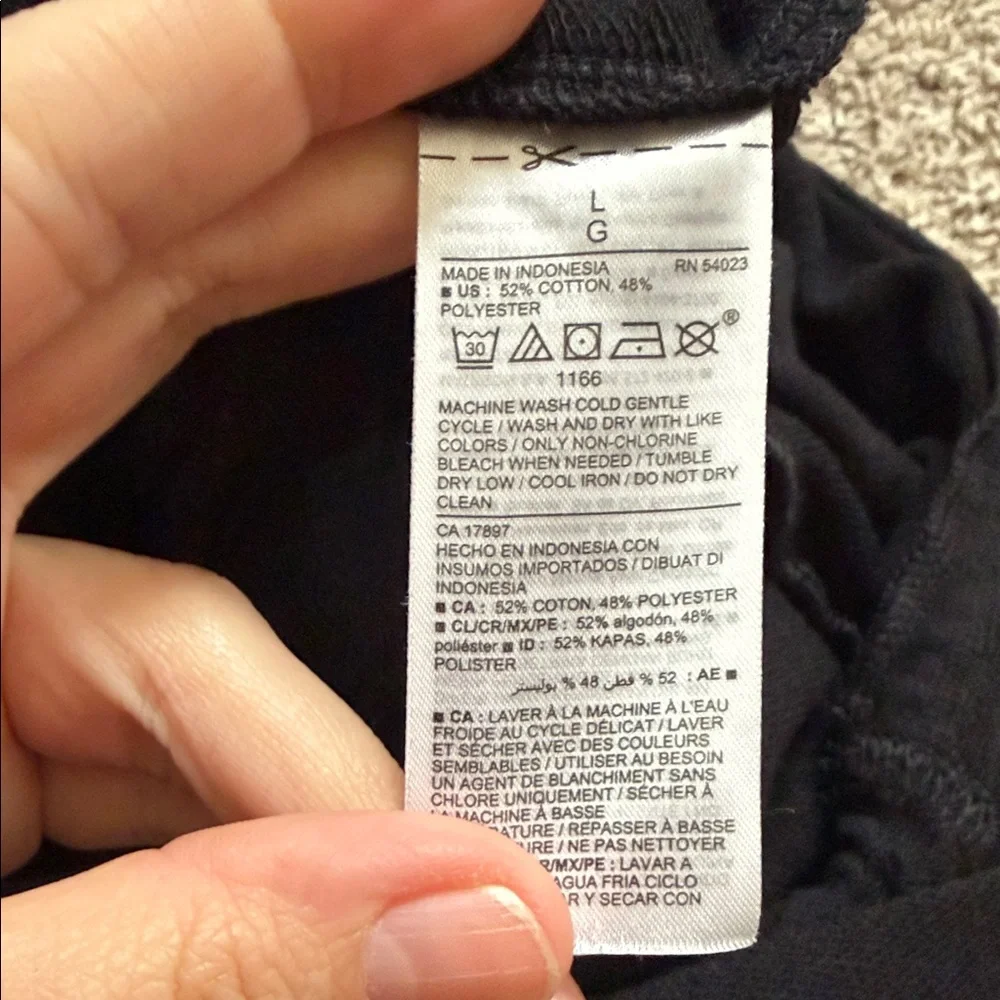 L
G
MADE IN INDONESIA RN 54023
US : 52% COTTON, 48%
POLYESTER
30
®
1166
MACHINE WASH COLD GENTLE
CYCLE / WASH AND DRY WITH LIKE
COLORS / ONLY NON-CHLORINE
BLEACH WHEN NEEDED / TUMBLE
DRY LOW / COOL IRON / DO NOT DRY
CLEAN
CA 17897
HECHO EN INDONESIA CON
INSUMOS IMPORTADOS / DIBUAT DI
INDONESIA
■ CA : 52% COTON, 48% POLYESTER
■ CL/CR/MX/PE : 52% algodón, 48%
poliéster ■ ID : 52% KAPAS, 48%
POLISTER
■ AE : 52 % قطن 48 % بوليستر
■ CA : LAVER À LA MACHINE À L'EAU
FROIDE AU CYCLE DÉLICAT / LAVER
ET SÉCHER AVEC DES COULEURS
SEMBLABLES / UTILISER AU BESOIN
UN AGENT DE BLANCHIMENT SANS
CHLORE UNIQUEMENT / SÉCHER À
LA MACHINE À BASSE
ATURE / REPASSER À BASSE
URE / NE PAS NETTOYER
R/MX/PE : LAVAR A
AGUA FRIA CICLO
R Y SECAR CON